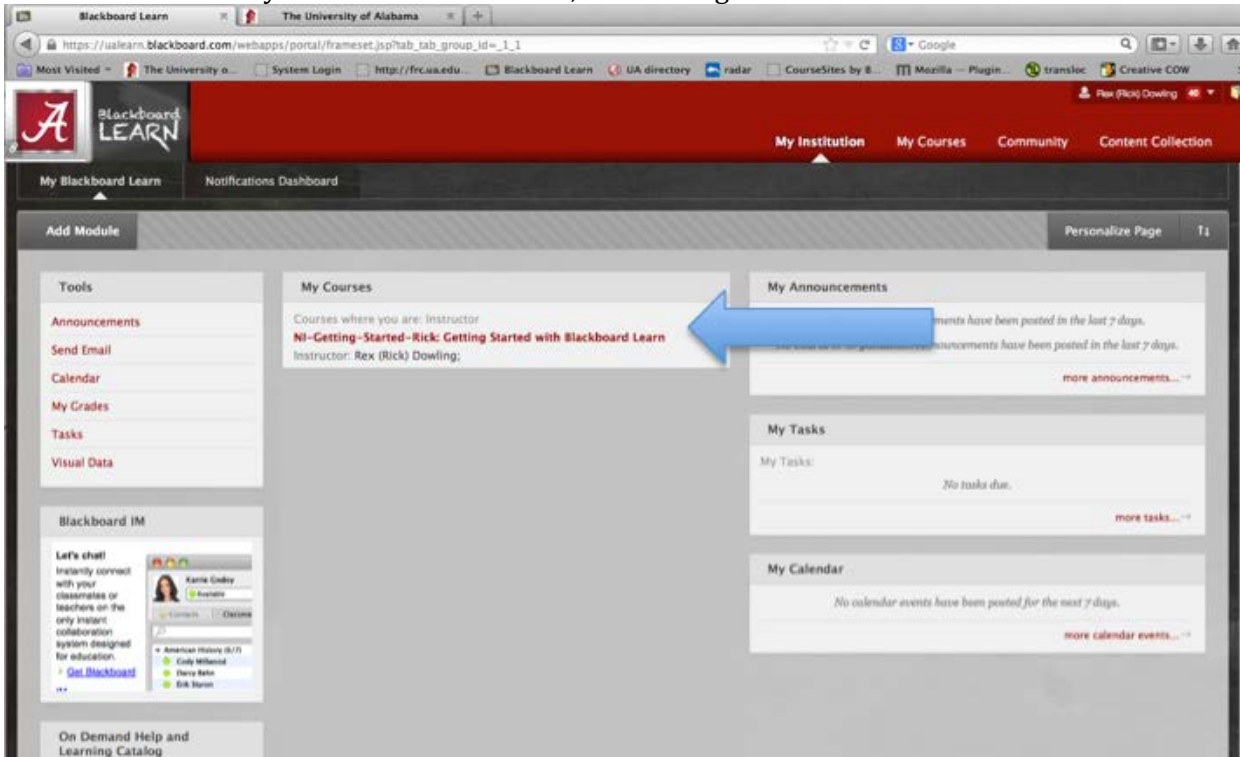 Blackboard Learn
The University of Alabama
https://ualearn.blackboard.com/webapps/portal/frameset.jsp?tab_tab_group_id=_1_1
Google
Most Visited
The University o...
System Login
http://frc.ua.edu...
Blackboard Learn
UA directory
radar
CourseSites by B...
Mozilla — Plugin...
transloc
Creative COW
Rex (Rick) Dowling 40
A
Blackboard
LEARN
My Institution
My Courses
Community
Content Collection
My Blackboard Learn
Notifications Dashboard
Add Module
Personalize Page
Tools
Announcements
Send Email
Calendar
My Grades
Tasks
Visual Data
Blackboard IM
Let's chat!
Instantly connect
with your
classmates or
teachers on the
only instant
collaboration
system designed
for education.
Get Blackboard
Karrie Godoy
Available
Contacts
American History (6/7)
Cody Millwood
Darcy Behn
On Demand Help and
Learning Catalog
My Courses
Courses where you are: Instructor
NI-Getting-Started-Rick: Getting Started with Blackboard Learn
Instructor: Rex (Rick) Dowling;
My Announcements
have been posted in the last 7 days.
have been posted in the last 7 days.
more announcements...
My Tasks
My Tasks:
No tasks due.
more tasks...
My Calendar
No calendar events have been posted for the next 7 days.
more calendar events...